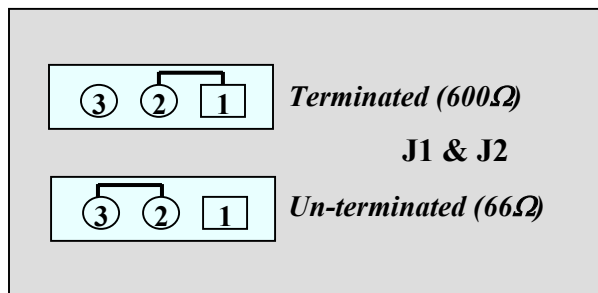 3 2 1 Terminated (600Ω)
J1 & J2
3 2 1 Un-terminated (66Ω)